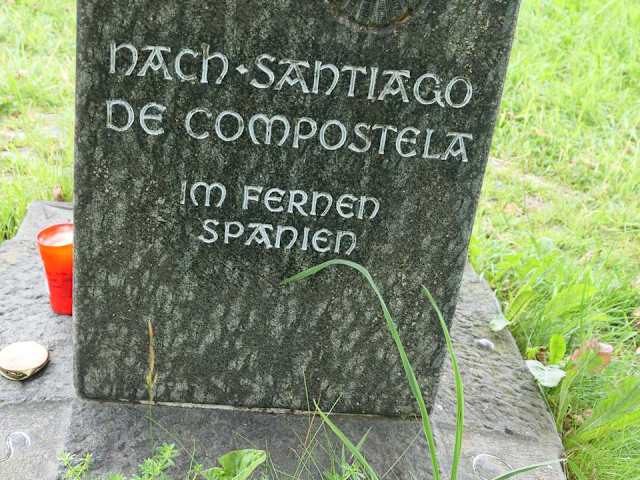 NACH · SANTIAGO
DE COMPOSTELA
IM FERNEN
SPANIEN